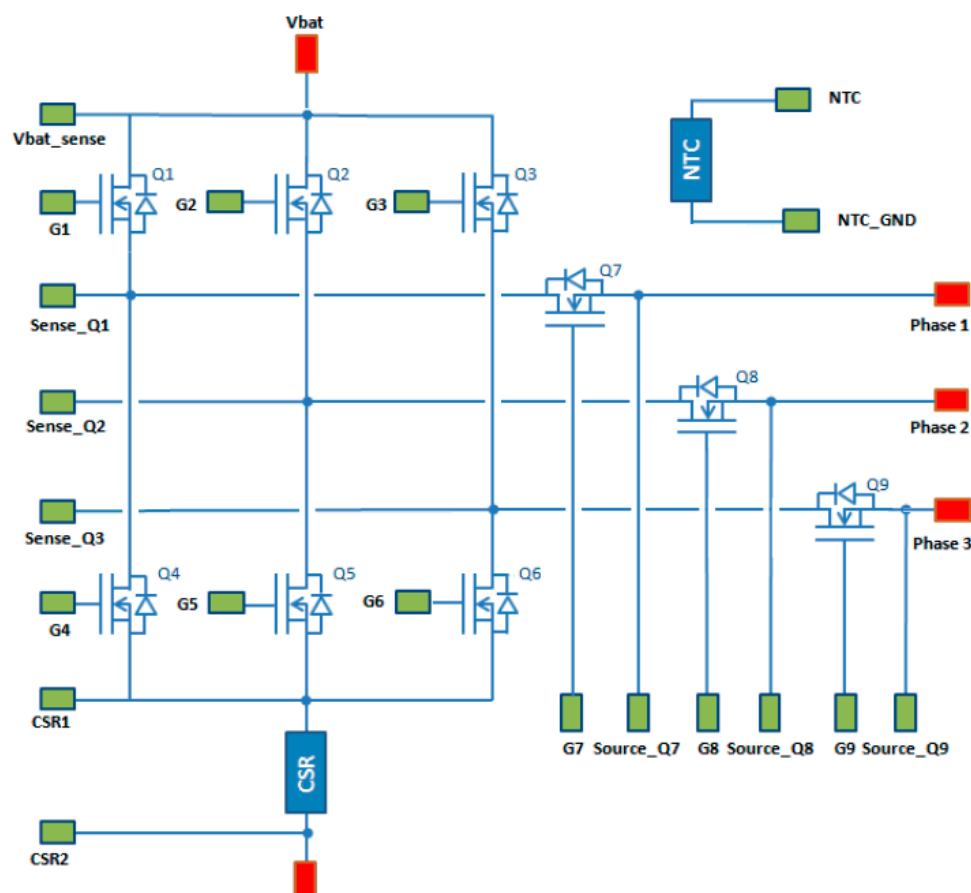 Vbat
Vbat_sense
NTC
NTC
NTC_GND
Q1
Q2
Q3
G1
G2
G3
Q7
Sense_Q1
Phase 1
Q8
Sense_Q2
Phase 2
Q9
Sense_Q3
Phase 3
Q4
Q5
Q6
G4
G5
G6
CSR1
G7
Source_Q7
G8
Source_Q8
G9
Source_Q9
CSR
CSR2